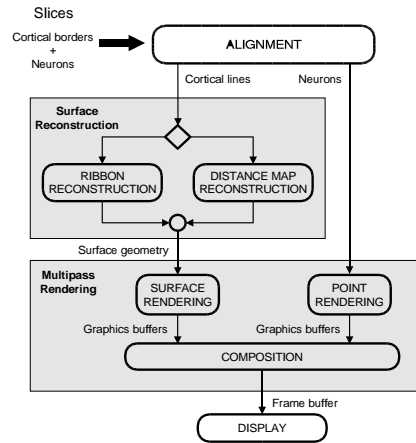 Slices
Cortical borders
+
Neurons
ALIGNMENT
Cortical lines
Neurons
Surface
Reconstruction
RIBBON
RECONSTRUCTION
DISTANCE MAP
RECONSTRUCTION
Surface geometry
Multipass
Rendering
SURFACE
RENDERING
POINT
RENDERING
Graphics buffers
Graphics buffers
COMPOSITION
Frame buffer
DISPLAY